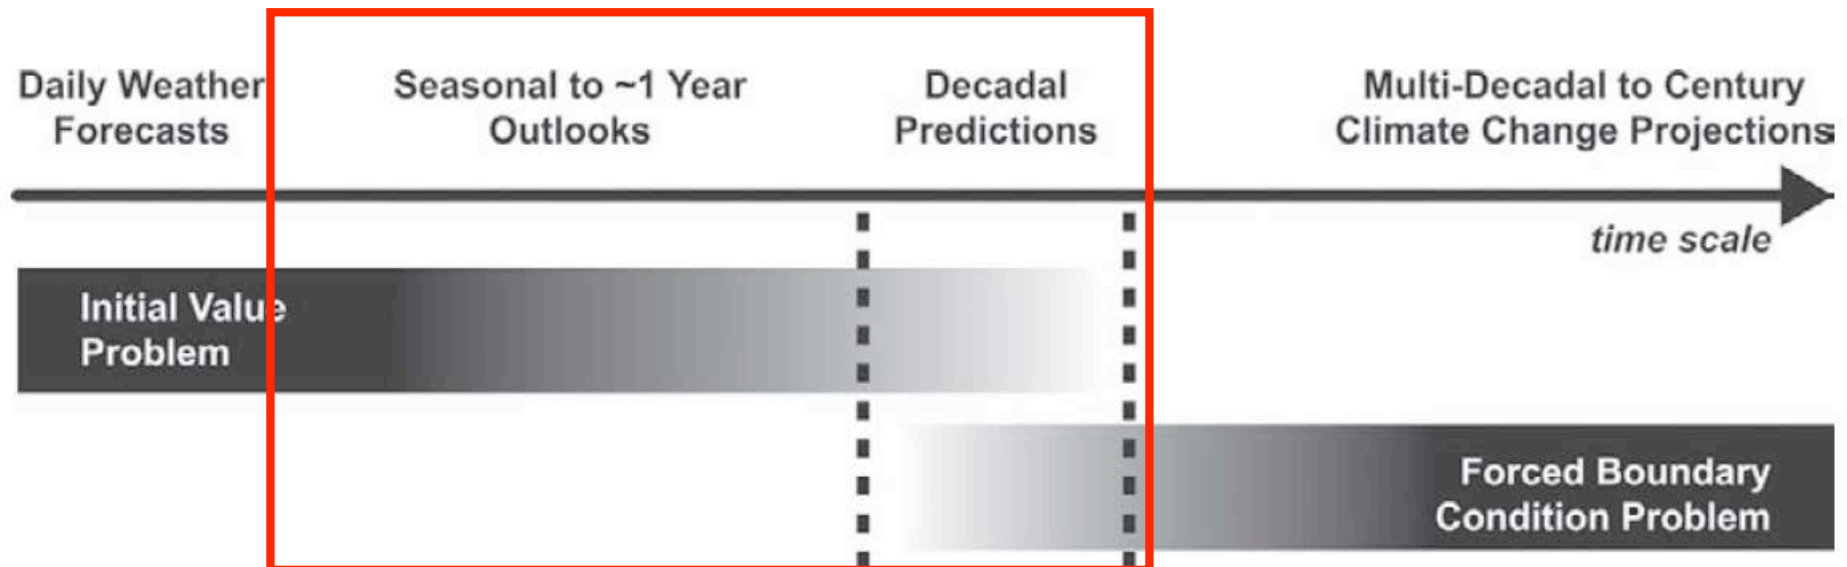 Daily Weather
Forecasts
Seasonal to ~1 Year
Outlooks
Decadal
Predictions
Multi-Decadal to Century
Climate Change Projections
time scale
Initial Value
Problem
Forced Boundary
Condition Problem